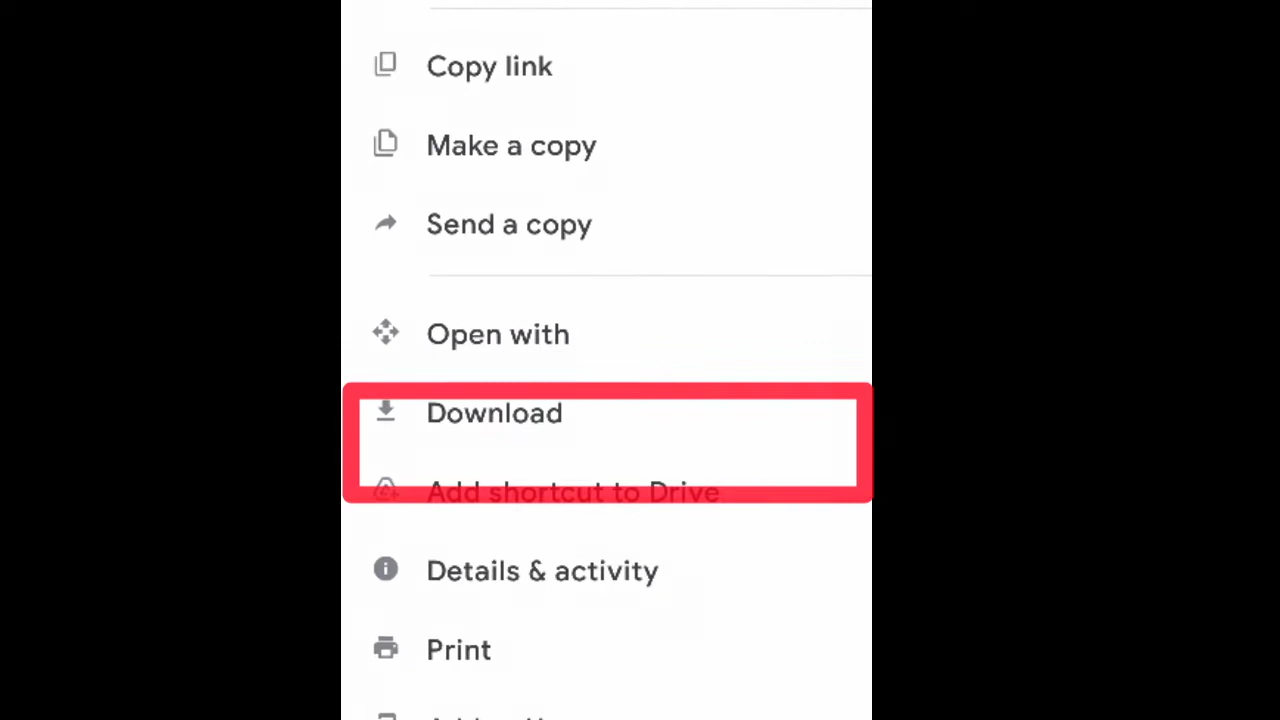 Copy link
Make a copy
Send a copy
Open with
Download
Add shortcut to Drive
Details & activity
Print